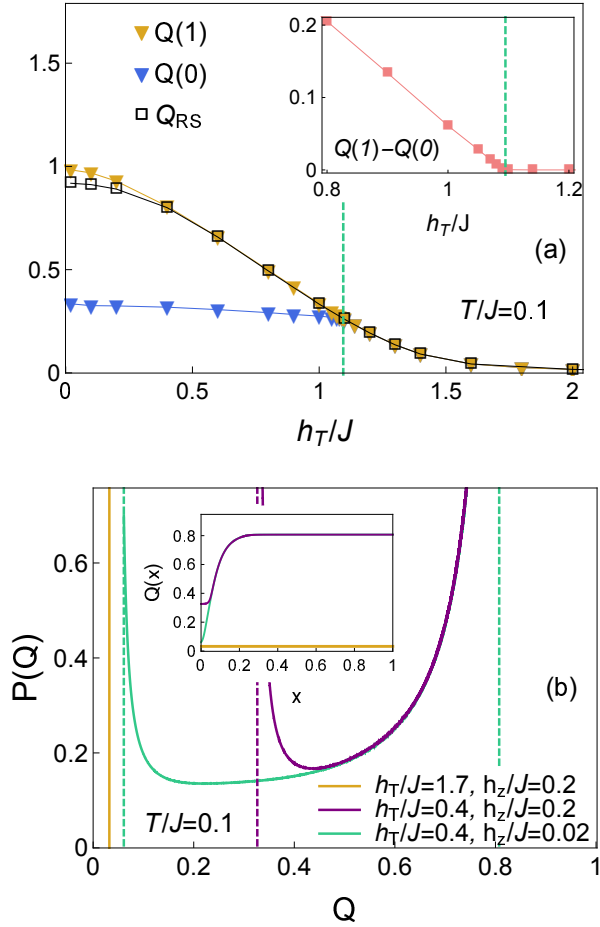 1.5
1
0.5
0
0
0.5
1
1.5
2
h_T/J
Q(1)
Q(0)
Q_RS
0.2
0.1
0
0.8
1
1.2
h_T/J
Q(1)–Q(0)
(a)
T/J=0.1
P(Q)
0.6
0.4
0.2
0
0
0.2
0.4
0.6
0.8
1
Q
Q(x)
0.8
0.6
0.4
0.2
0
0
0.2
0.4
0.6
0.8
1
x
(b)
T/J=0.1
h_T/J=1.7, h_z/J=0.2
h_T/J=0.4, h_z/J=0.2
h_T/J=0.4, h_z/J=0.02